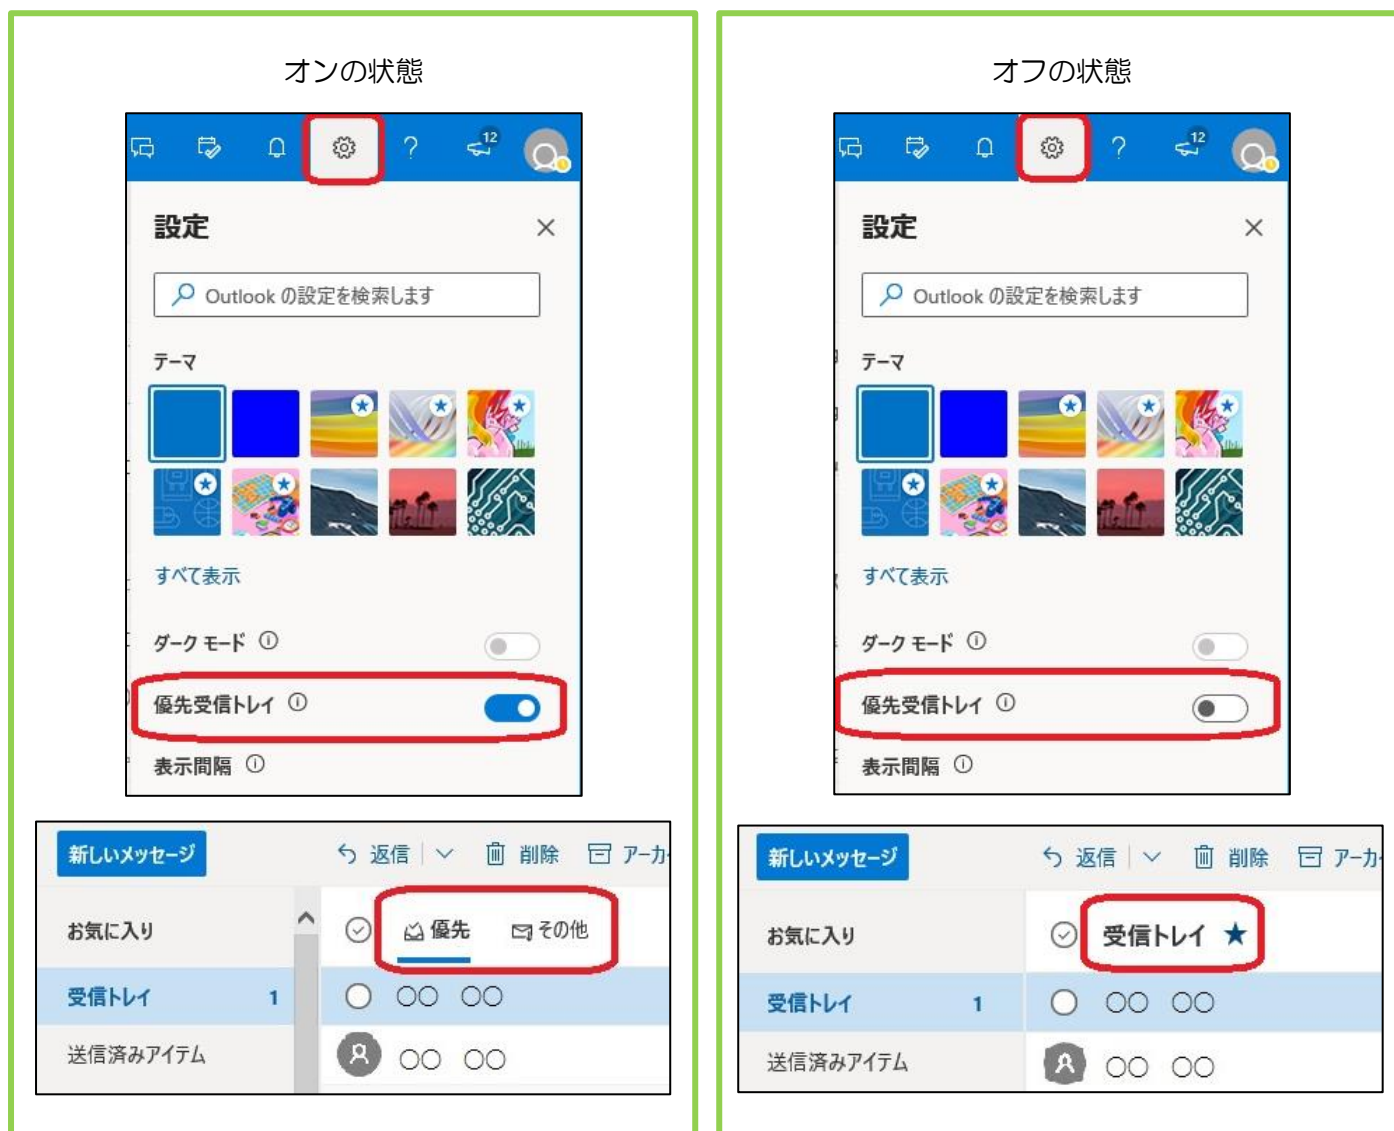 オンの状態
12
設定
Outlook の設定を検索します
テーマ
すべて表示
ダーク モード
優先受信トレイ
表示間隔
新しいメッセージ
返信
削除
アーカ
お気に入り
優先
その他
受信トレイ
1
〇〇 〇〇
送信済みアイテム
〇〇 〇〇
オフの状態
12
設定
Outlook の設定を検索します
テーマ
すべて表示
ダーク モード
優先受信トレイ
表示間隔
新しいメッセージ
返信
削除
アーカ
お気に入り
受信トレイ ★
受信トレイ
1
〇〇 〇〇
送信済みアイテム
〇〇 〇〇